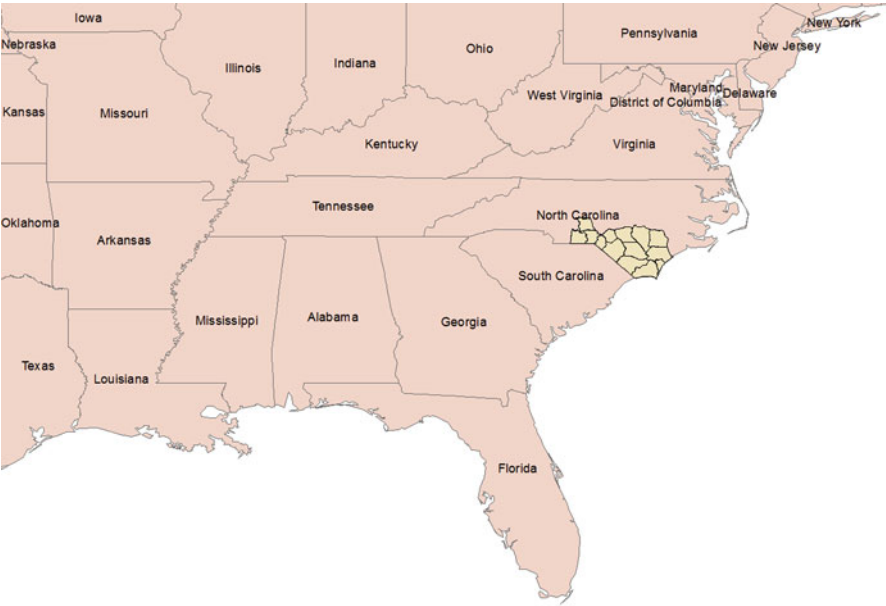 Iowa
New York
Pennsylvania
Nebraska
New Jersey
Ohio
Indiana
Illinois
Maryland
Delaware
West Virginia
District of Columbia
Kansas
Missouri
Kentucky
Virginia
Tennessee
North Carolina
Oklahoma
Arkansas
South Carolina
Mississippi
Alabama
Georgia
Texas
Louisiana
Florida